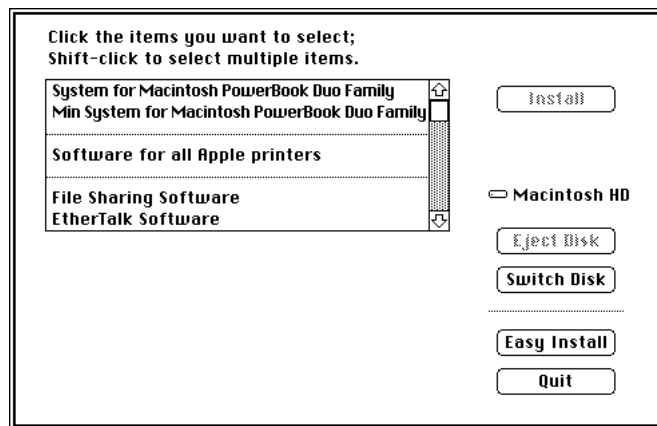 Click the items you want to select;
Shift-click to select multiple items.
System for Macintosh PowerBook Duo Family
Min System for Macintosh PowerBook Duo Family
Software for all Apple printers
File Sharing Software
EtherTalk Software
Install
Macintosh HD
Eject Disk
Switch Disk
Easy Install
Quit